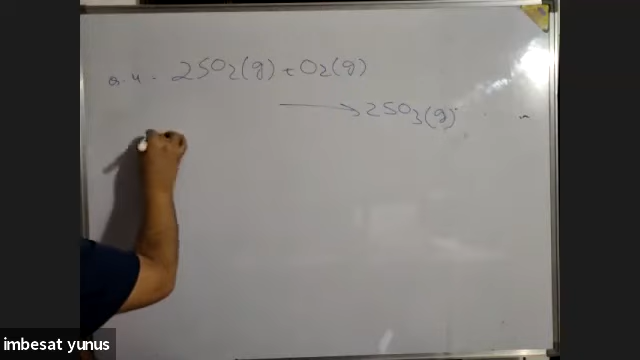 Q.4 - 2SO2(g) + O2(g)
→ 2SO3(g)
imbesat yunus